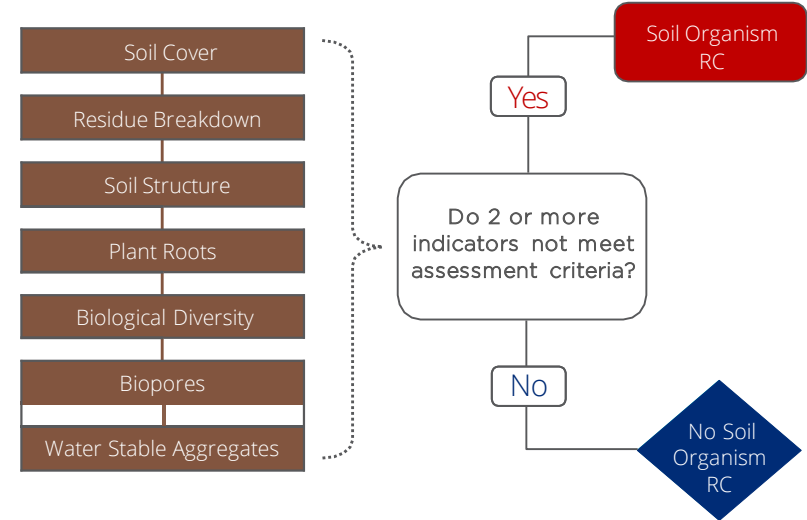 Soil Cover
Residue Breakdown
Soil Structure
Plant Roots
Biological Diversity
Biopores
Water Stable Aggregates
Soil Organism
RC
Yes
Do 2 or more
indicators not meet
assessment criteria?
No
No Soil
Organism
RC